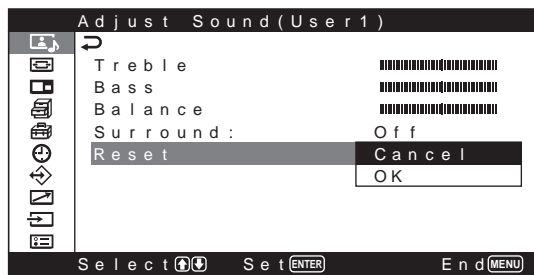 Adjust Sound(User1)
Treble
Bass
Balance
Surround: Off
Reset Cancel
OK
Select Set ENTER End MENU